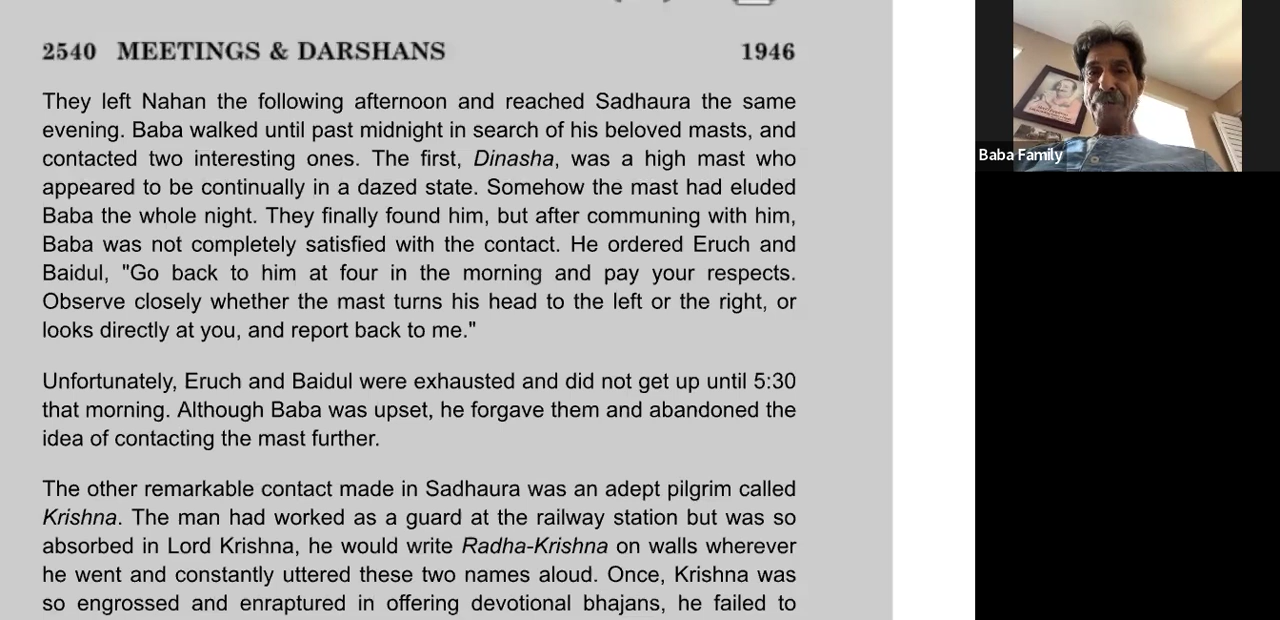 2540 MEETINGS & DARSHANS 1946
They left Nahan the following afternoon and reached Sadhaura the same
evening. Baba walked until past midnight in search of his beloved masts, and
contacted two interesting ones. The first, Dinasha, was a high mast who
appeared to be continually in a dazed state. Somehow the mast had eluded
Baba the whole night. They finally found him, but after communing with him,
Baba was not completely satisfied with the contact. He ordered Eruch and
Baidul, "Go back to him at four in the morning and pay your respects.
Observe closely whether the mast turns his head to the left or the right, or
looks directly at you, and report back to me."
Unfortunately, Eruch and Baidul were exhausted and did not get up until 5:30
that morning. Although Baba was upset, he forgave them and abandoned the
idea of contacting the mast further.
The other remarkable contact made in Sadhaura was an adept pilgrim called
Krishna. The man had worked as a guard at the railway station but was so
absorbed in Lord Krishna, he would write Radha-Krishna on walls wherever
he went and constantly uttered these two names aloud. Once, Krishna was
so engrossed and enraptured in offering devotional bhajans, he failed to
Baba Family